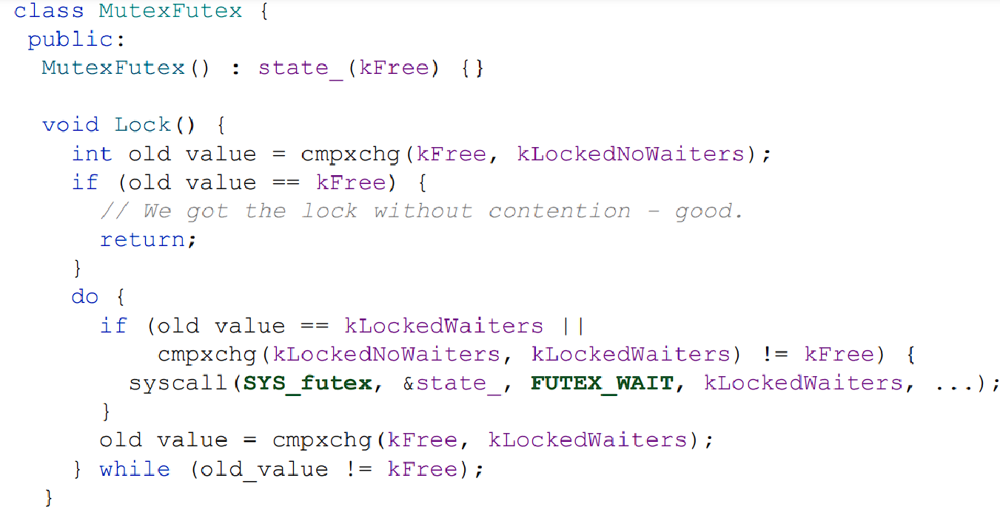 class MutexFutex {
public:
MutexFutex() : state_(kFree) {}
void Lock() {
int old value = cmpxchg(kFree, kLockedNoWaiters);
if (old value == kFree) {
// We got the lock without contention – good.
return;
}
do {
if (old value == kLockedWaiters ||
cmpxchg(kLockedNoWaiters, kLockedWaiters) != kFree) {
syscall(SYS_futex, &state_, FUTEX_WAIT, kLockedWaiters, ...);
}
old value = cmpxchg(kFree, kLockedWaiters);
} while (old_value != kFree);
}